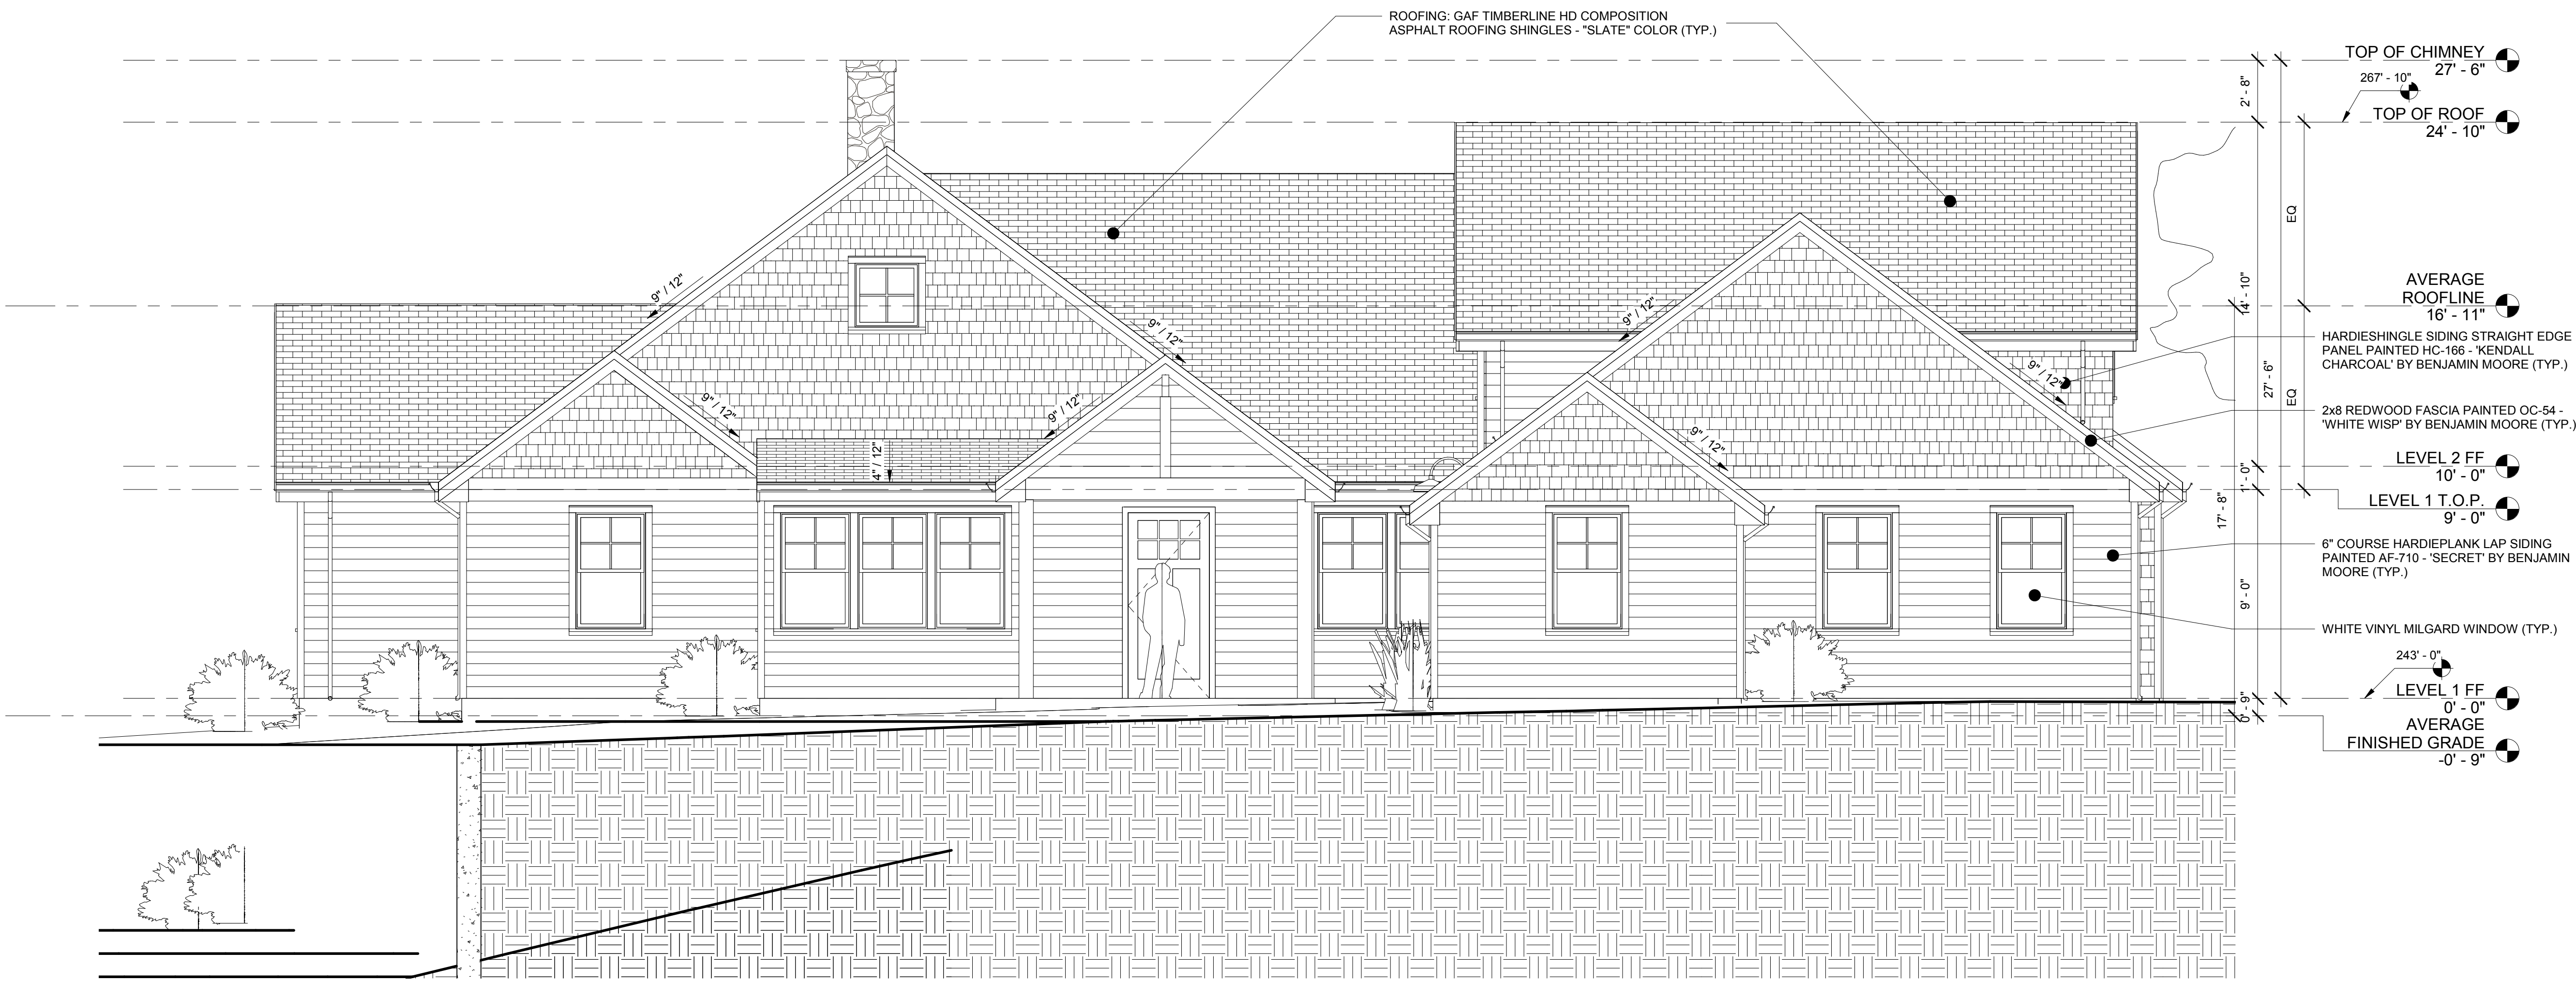 ROOFING: GAF TIMBERLINE HD COMPOSITION
ASPHALT ROOFING SHINGLES - "SLATE" COLOR (TYP.)
TOP OF CHIMNEY
27' - 6"
267' - 10"
TOP OF ROOF
24' - 10"
2' - 8"
EQ
14' - 10"
AVERAGE
ROOFLINE
16' - 11"
HARDIESHINGLE SIDING STRAIGHT EDGE
PANEL PAINTED HC-166 - 'KENDALL
CHARCOAL' BY BENJAMIN MOORE (TYP.)
27' - 6"
EQ
2x8 REDWOOD FASCIA PAINTED OC-54 -
'WHITE WISP' BY BENJAMIN MOORE (TYP.)
LEVEL 2 FF
10' - 0"
1' - 0"
LEVEL 1 T.O.P.
9' - 0"
17' - 8"
6" COURSE HARDIEPLANK LAP SIDING
PAINTED AF-710 - 'SECRET' BY BENJAMIN
MOORE (TYP.)
9' - 0"
WHITE VINYL MILGARD WINDOW (TYP.)
243' - 0"
LEVEL 1 FF
0' - 0"
0' - 9"
AVERAGE
FINISHED GRADE
-0' - 9"
9" / 12"
9" / 12"
9" / 12"
9" / 12"
4" / 12"
9" / 12"
9" / 12"
9" / 12"